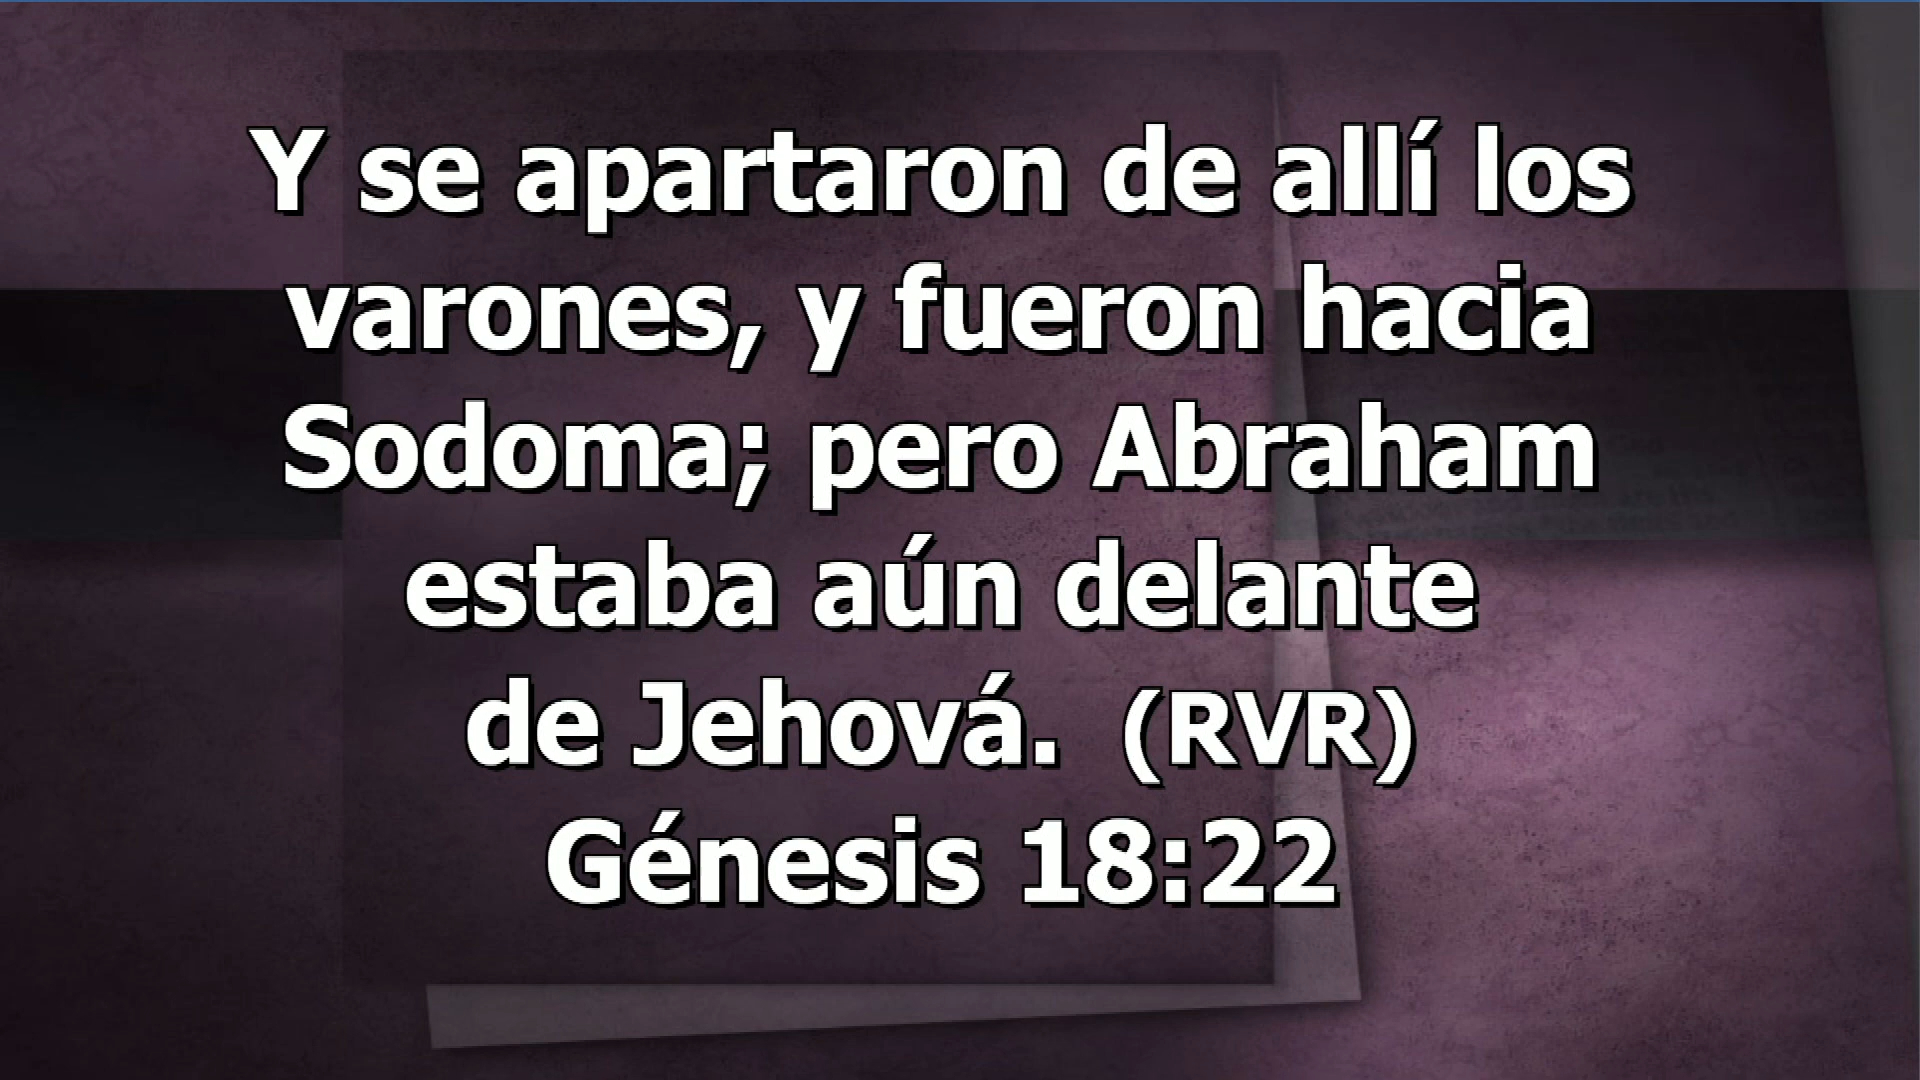 Y se apartaron de allí los
varones, y fueron hacia
Sodoma; pero Abraham
estaba aún delante
de Jehová.  (RVR)
Génesis 18:22